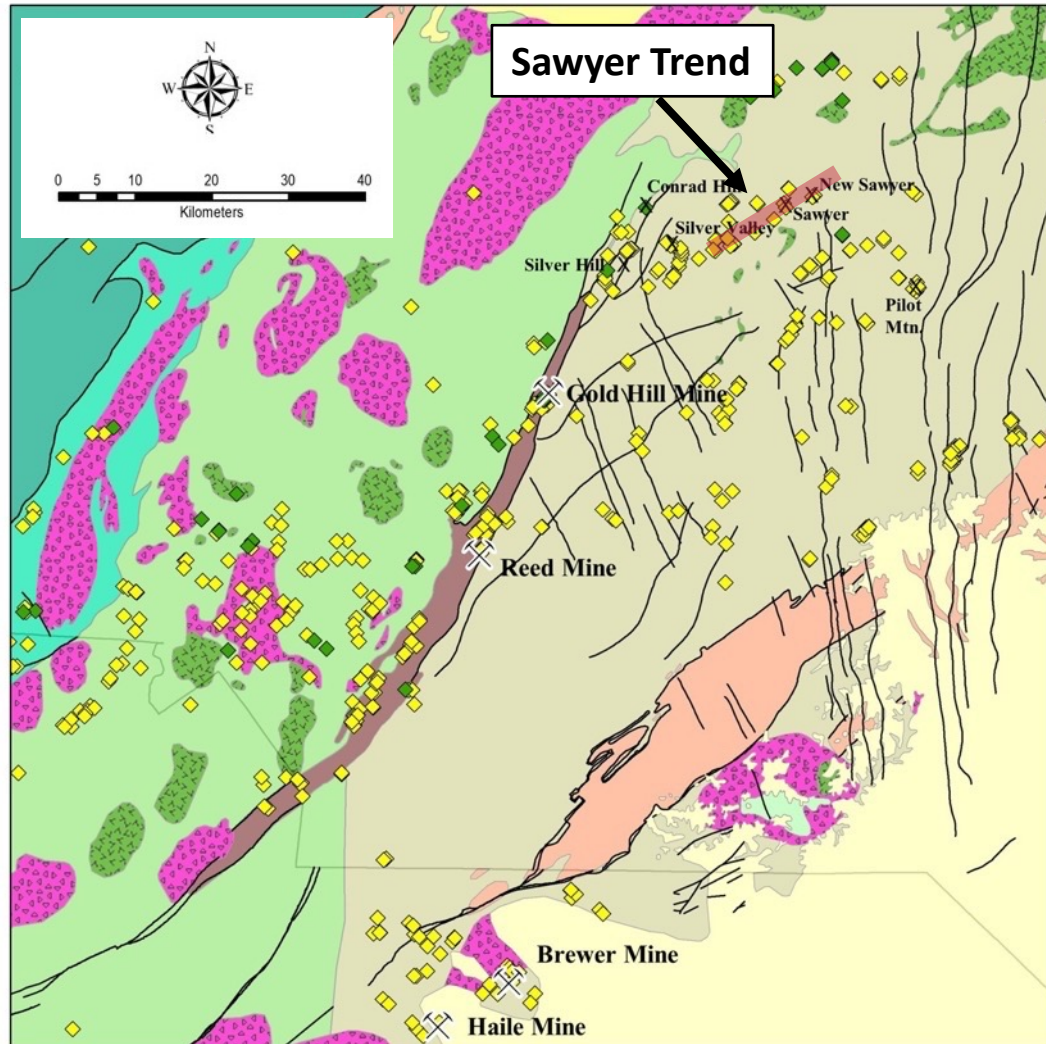 N
W E
S
0 5 10 20 30 40
Kilometers
Sawyer Trend
Conrad Hill
New Sawyer
Sawyer
Silver Valley
Silver Hill
Pilot
Mtn.
Gold Hill Mine
Reed Mine
Brewer Mine
Haile Mine